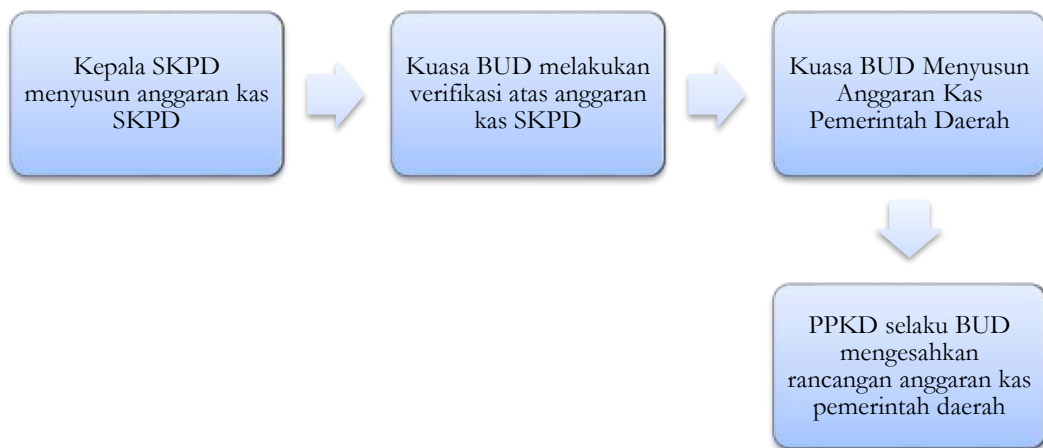 Kepala SKPD
menyusun anggaran kas
SKPD
Kuasa BUD melakukan
verifikasi atas anggaran
kas SKPD
Kuasa BUD Menyusun
Anggaran Kas
Pemerintah Daerah
PPKD selaku BUD
mengesahkan
rancangan anggaran kas
pemerintah daerah